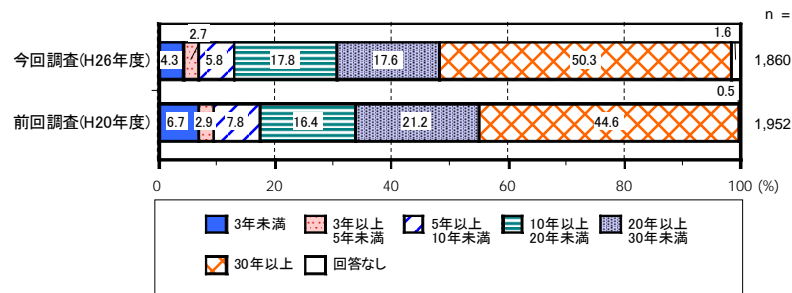 n =
2.7 1.6
今回調査(H26年度) 4.3 5.8 17.8 17.6 50.3 1,860
0.5
前回調査(H20年度) 6.7 2.9 7.8 16.4 21.2 44.6 1,952
0 20 40 60 80 100 (%)
3年未満 3年以上 5年以上 10年以上 20年以上
5年未満 10年未満 20年未満 30年未満
30年以上 回答なし